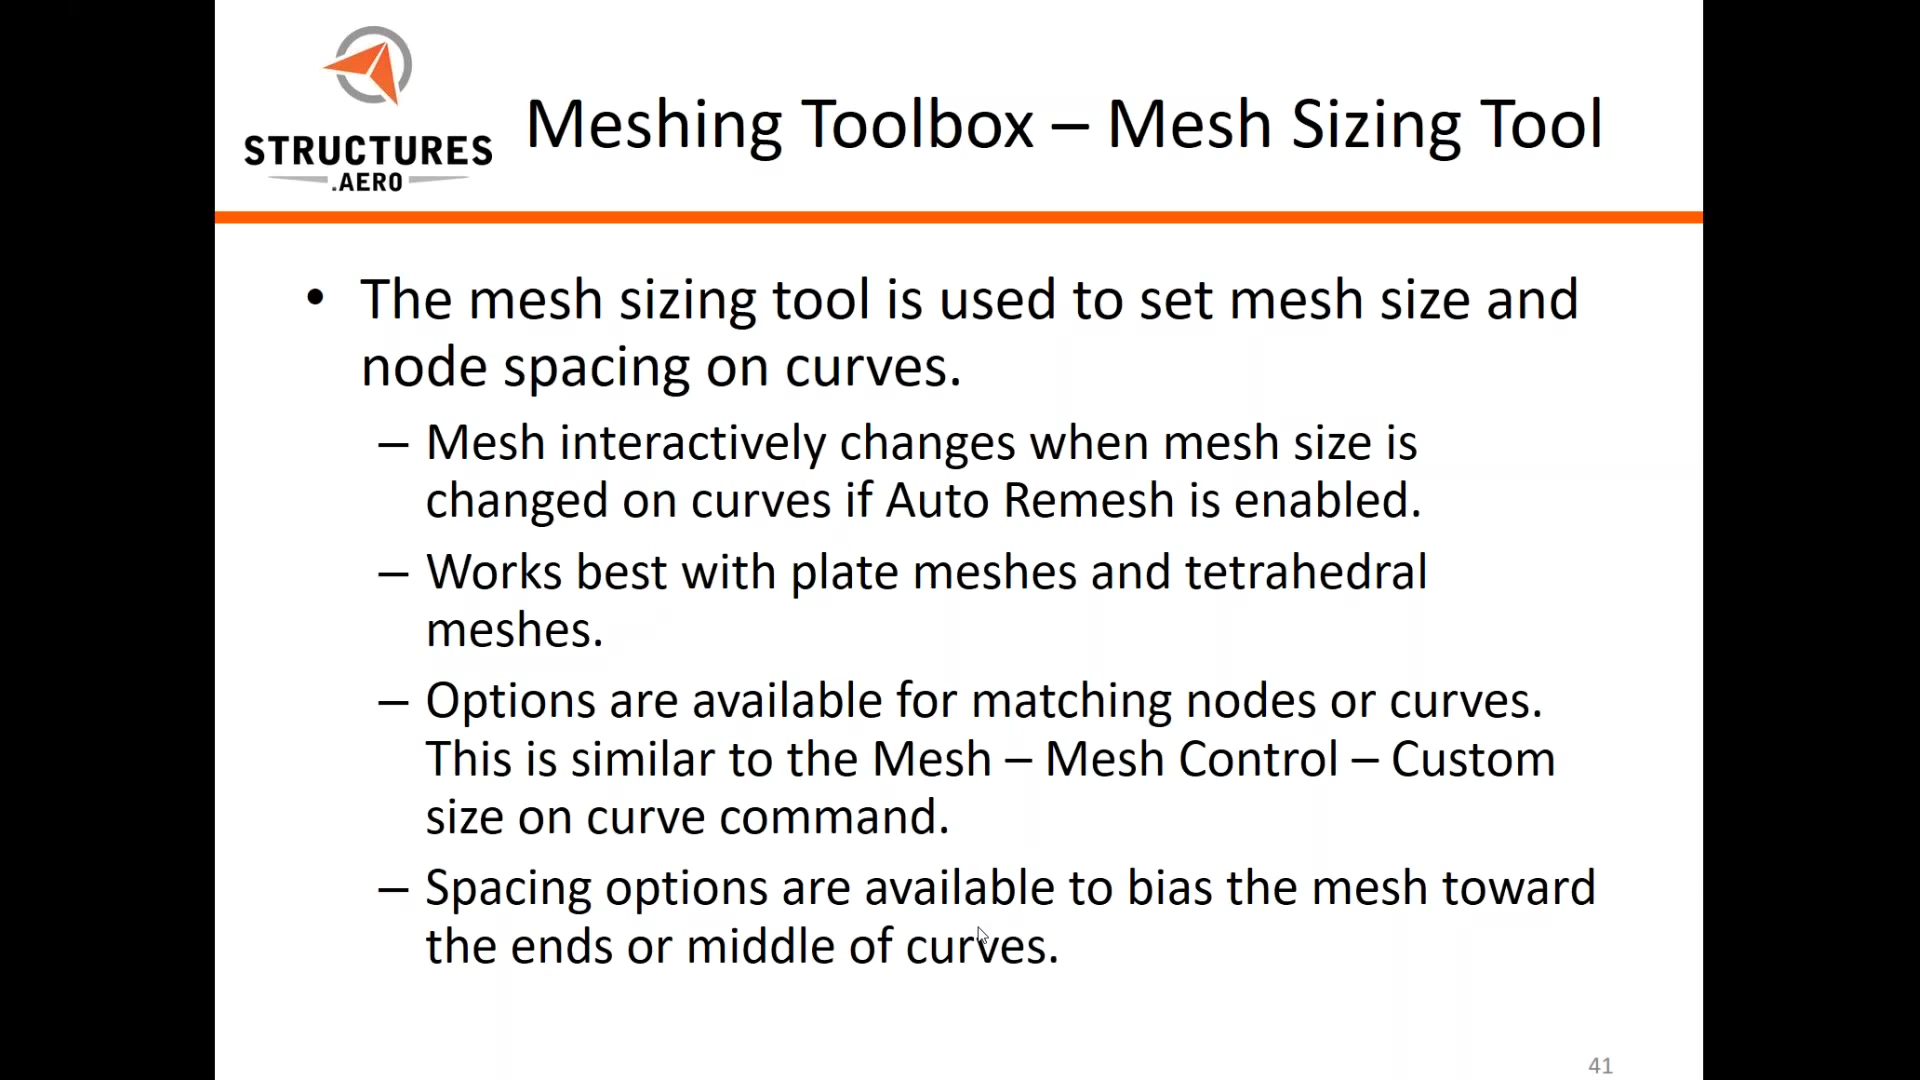 STRUCTURES
.AERO
Meshing Toolbox – Mesh Sizing Tool
• The mesh sizing tool is used to set mesh size and
node spacing on curves.
– Mesh interactively changes when mesh size is
changed on curves if Auto Remesh is enabled.
– Works best with plate meshes and tetrahedral
meshes.
– Options are available for matching nodes or curves.
This is similar to the Mesh – Mesh Control – Custom
size on curve command.
– Spacing options are available to bias the mesh toward
the ends or middle of curves.
41